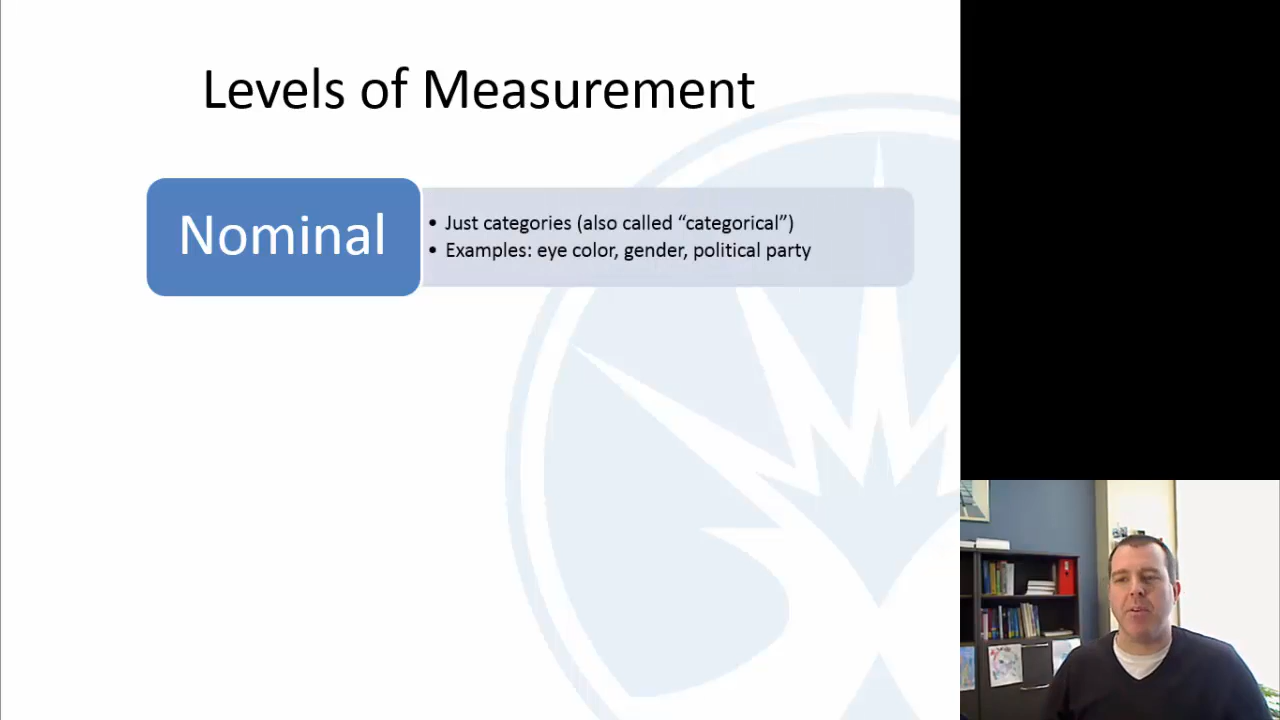 Levels of Measurement
Nominal
• Just categories (also called “categorical”)
• Examples: eye color, gender, political party